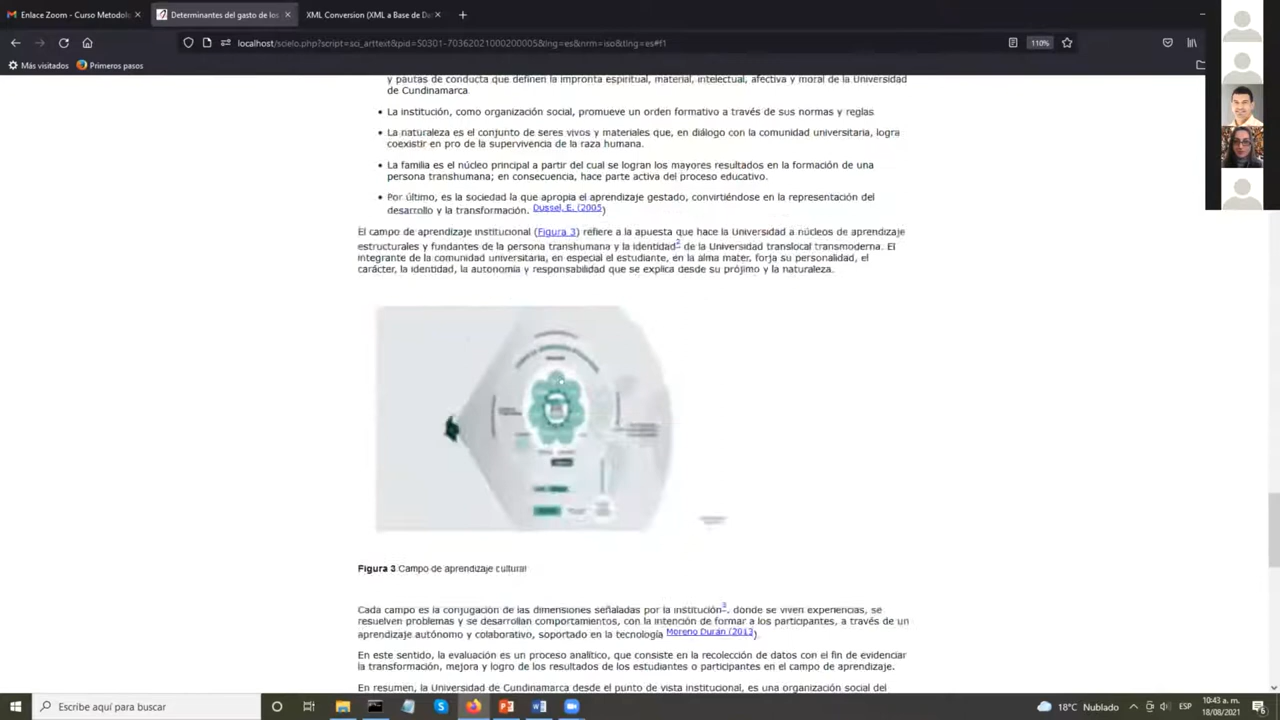 Enlace Zoom - Curso Metodolo
Determinantes del gasto de los
XML Conversion (XML a Base de De
localhost/scielo.php?script=sci_arttext&pid=S0301-70362021000200005&lng=es&nrm=iso&tlng=es#f1
110%
Más visitados
Primeros pasos
y pautas de conducta que definen la impronta espiritual, material, intelectual, afectiva y moral de la Universidad
de Cundinamarca
• La institución, como organización social, promueve un orden formativo a través de sus normas y reglas
• La naturaleza es el conjunto de seres vivos y materiales que, en diálogo con la comunidad universitaria, logra
coexistir en pro de la supervivencia de la raza humana.
• La familia es el núcleo principal a partir del cual se logran los mayores resultados en la formación de una
persona transhumana; en consecuencia, hace parte activa del proceso educativo.
• Por último, es la sociedad la que apropia el aprendizaje gestado, convirtiéndose en la representación del
desarrollo y la transformación. Dussel, E. (2005)
El campo de aprendizaje institucional (Figura 3) refiere a la apuesta que hace la Universidad a núcleos de aprendizaje
estructurales y fundantes de la persona transhumana y la identidad2 de la Universidad translocal transmoderna. El
integrante de la comunidad universitaria, en especial el estudiante, en la alma mater, forja su personalidad, el
carácter, la identidad, la autonomía y responsabilidad que se explica desde su prójimo y la naturaleza.
Figura 3 Campo de aprendizaje cultural
Cada campo es la conjugación de las dimensiones señaladas por la institución3, donde se viven experiencias, se
resuelven problemas y se desarrollan comportamientos, con la intención de formar a los participantes, a través de un
aprendizaje autónomo y colaborativo, soportado en la tecnología Moreno Durán (2013).
En este sentido, la evaluación es un proceso analítico, que consiste en la recolección de datos con el fin de evidenciar
la transformación, mejora y logro de los resultados de los estudiantes o participantes en el campo de aprendizaje.
En resumen, la Universidad de Cundinamarca desde el punto de vista institucional, es una organización social del
Escribe aquí para buscar
18°C Nublado
ESP
10:43 a. m.
18/08/2021
6